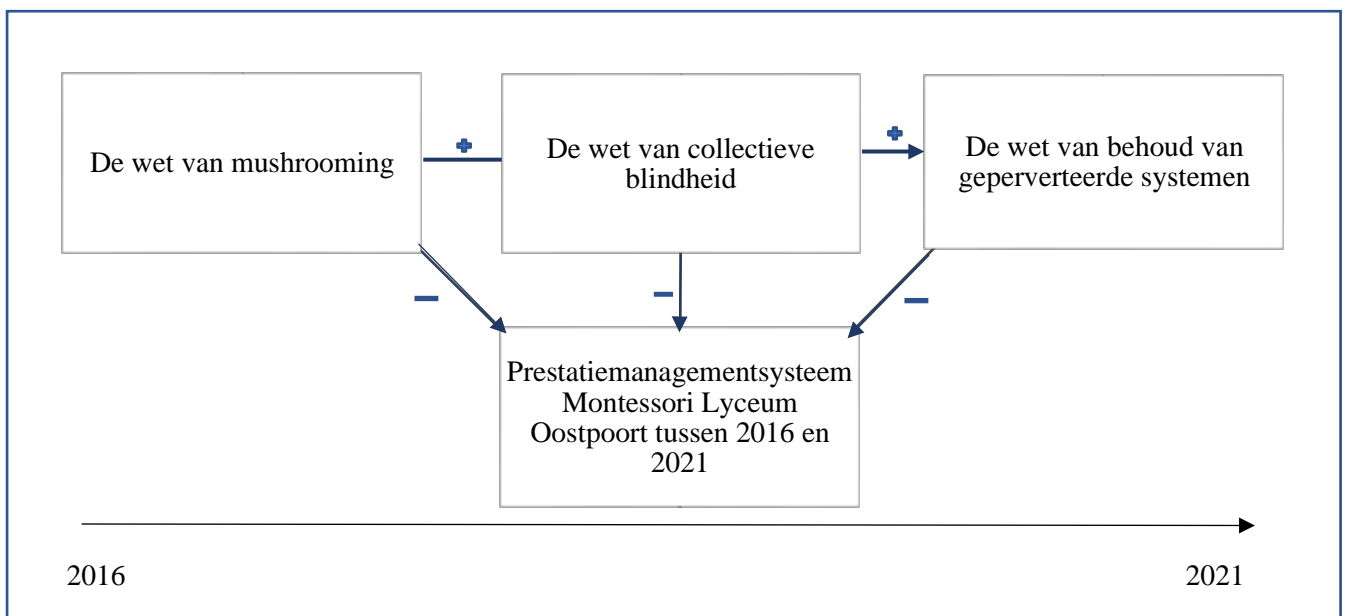 De wet van mushrooming
De wet van collectieve
blindheid
De wet van behoud van
geperverteerde systemen
+
+
–
–
–
Prestatiemanagementsysteem
Montessori Lyceum
Oostpoort tussen 2016 en
2021
2016
2021